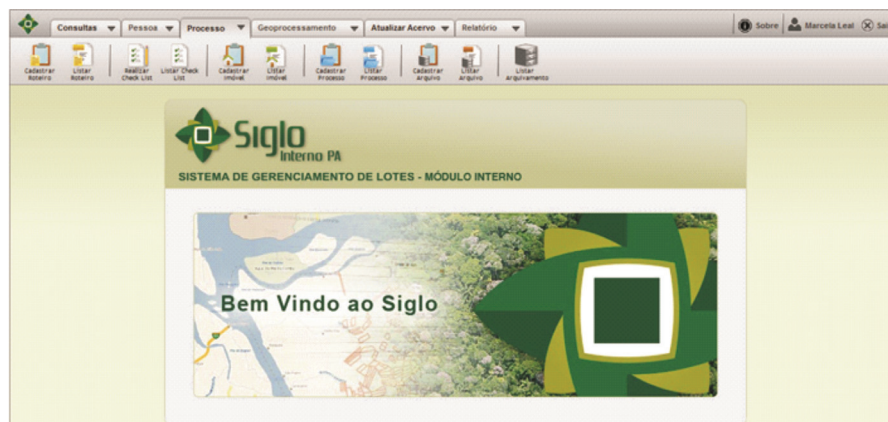 Consultas Pessoa Processo Geoprocessamento Atualizar Acervo Relatório Sobre Marcela Leal
Cadastrar Roteiro
Listar Roteiro
Realizar Check List
Listar Check List
Cadastrar Imóvel
Listar Imóvel
Cadastrar Processo
Listar Processo
Cadastrar Arquivo
Listar Arquivo
Listar Arquivamento
Siglo
Interno PA
SISTEMA DE GERENCIAMENTO DE LOTES - MÓDULO INTERNO
Bem Vindo ao Siglo